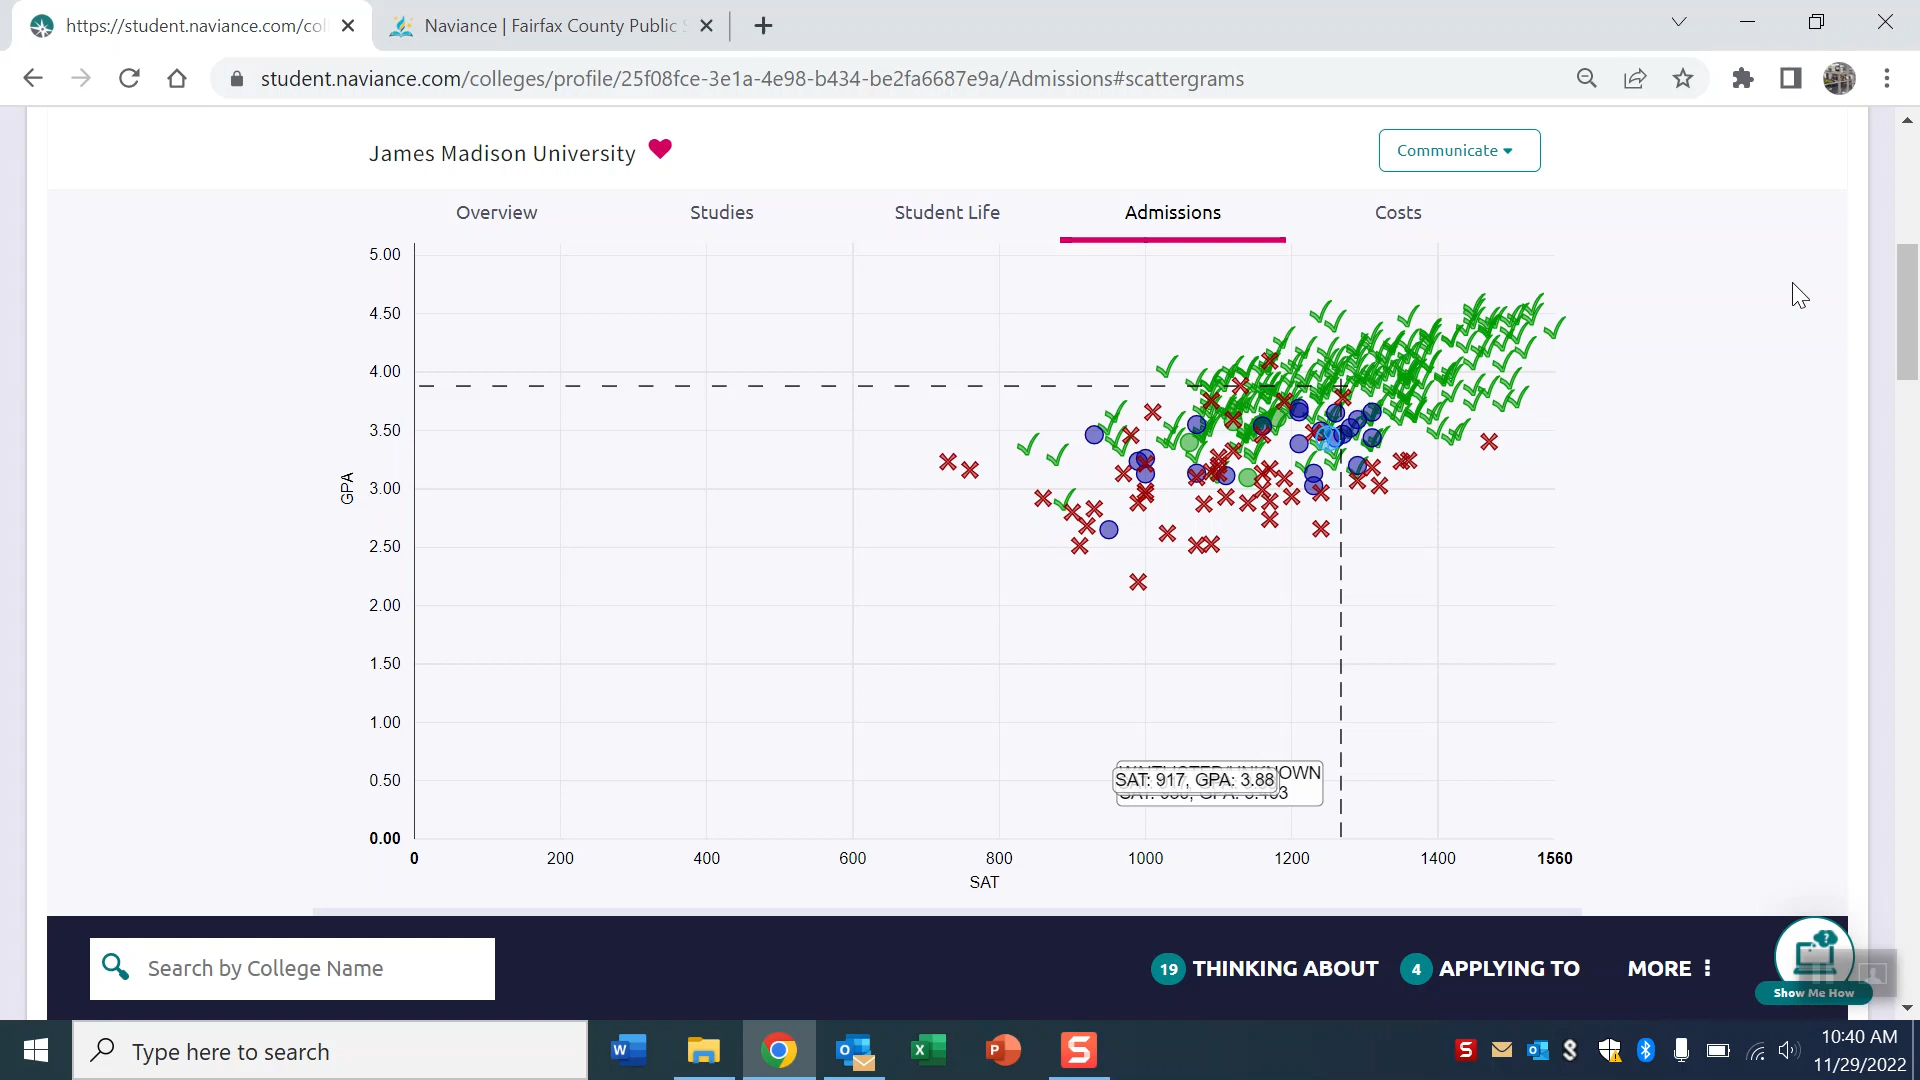 https://student.naviance.com/col
Naviance | Fairfax County Public S
student.naviance.com/colleges/profile/25f08fce-3e1a-4e98-b434-be2fa6687e9a/Admissions#scattergrams
James Madison University
Communicate
Overview
Studies
Student Life
Admissions
Costs
5.00
4.50
4.00
3.50
3.00
2.50
2.00
1.50
1.00
0.50
0.00
GPA
SAT: 917, GPA: 3.88
0
200
400
600
800
1000
1200
1400
1560
SAT
Search by College Name
19 THINKING ABOUT
4 APPLYING TO
MORE
Show Me How
Type here to search
10:40 AM
11/29/2022